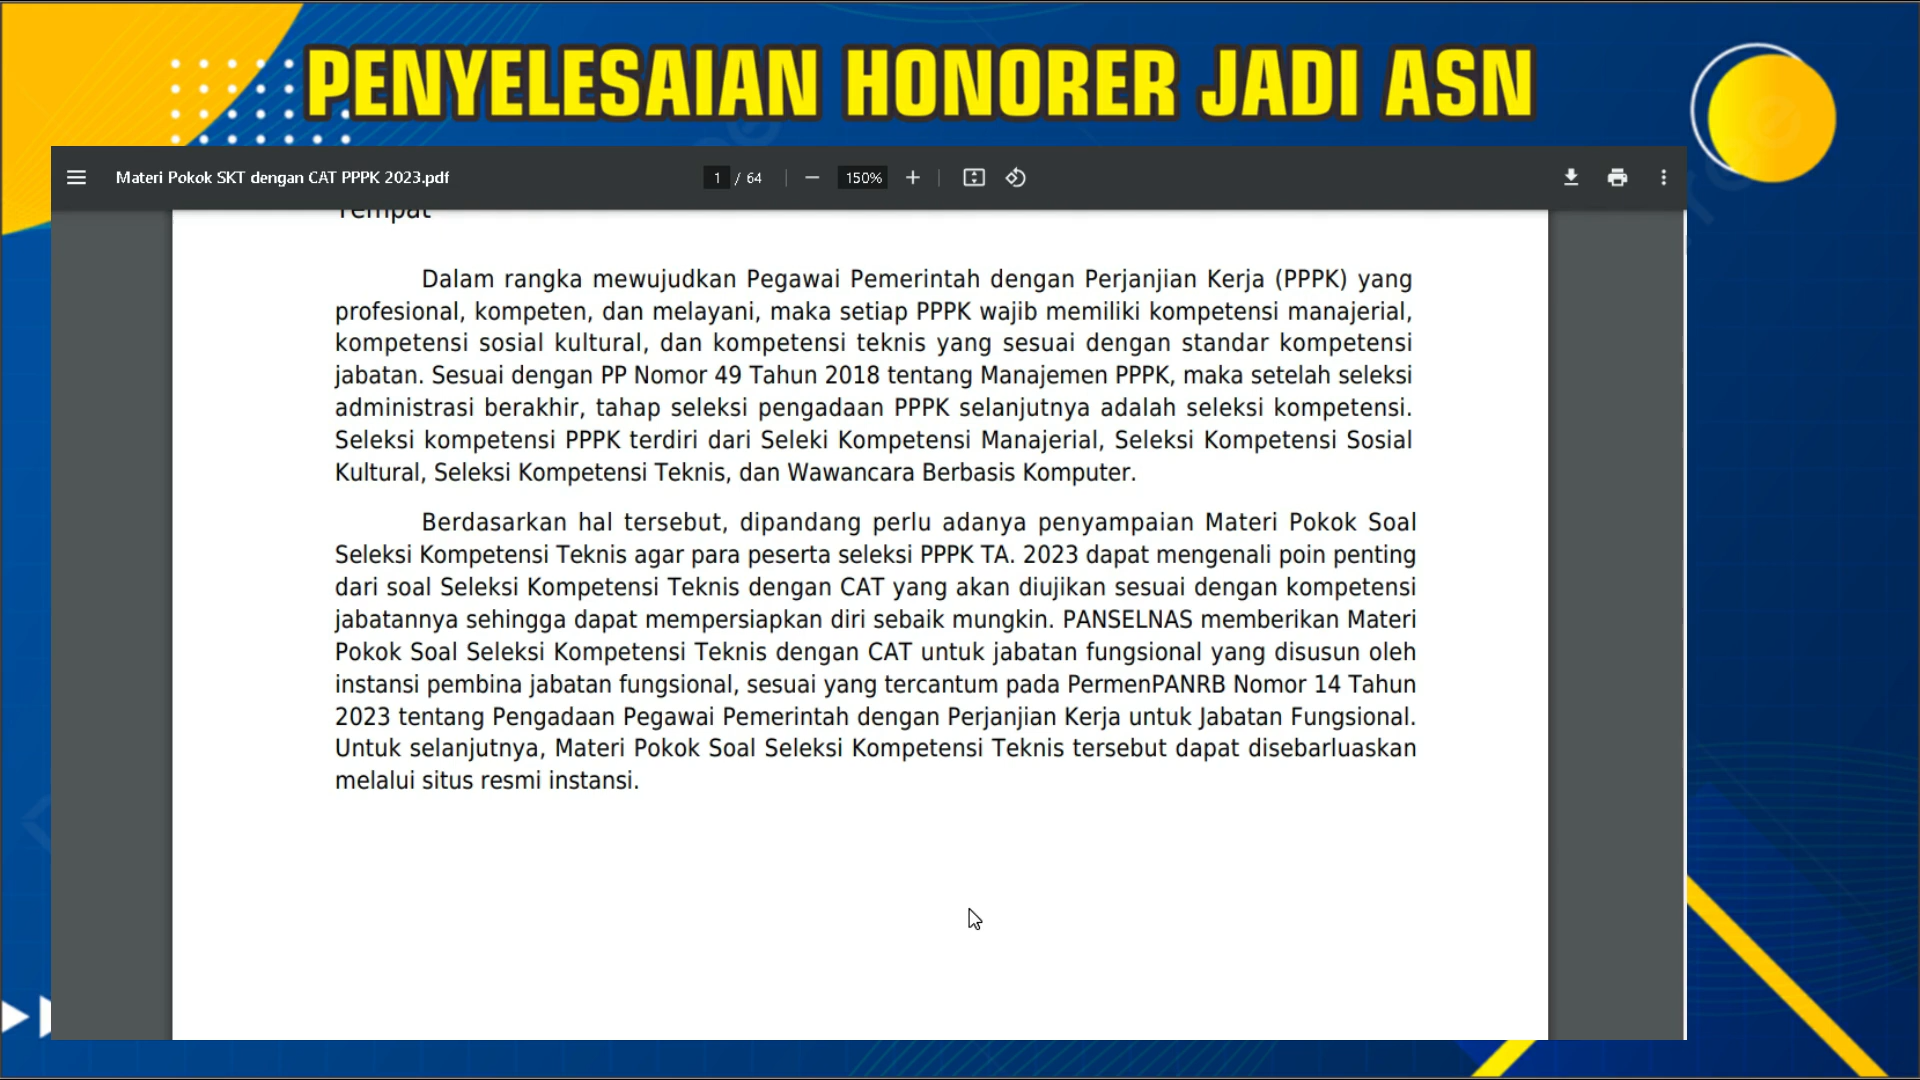 PENYELESAIAN HONORER JADI ASN
Materi Pokok SKT dengan CAT PPPK 2023.pdf
1 / 64
150%
Tempat
Dalam rangka mewujudkan Pegawai Pemerintah dengan Perjanjian Kerja (PPPK) yang
profesional, kompeten, dan melayani, maka setiap PPPK wajib memiliki kompetensi manajerial,
kompetensi sosial kultural, dan kompetensi teknis yang sesuai dengan standar kompetensi
jabatan. Sesuai dengan PP Nomor 49 Tahun 2018 tentang Manajemen PPPK, maka setelah seleksi
administrasi berakhir, tahap seleksi pengadaan PPPK selanjutnya adalah seleksi kompetensi.
Seleksi kompetensi PPPK terdiri dari Seleki Kompetensi Manajerial, Seleksi Kompetensi Sosial
Kultural, Seleksi Kompetensi Teknis, dan Wawancara Berbasis Komputer.
Berdasarkan hal tersebut, dipandang perlu adanya penyampaian Materi Pokok Soal
Seleksi Kompetensi Teknis agar para peserta seleksi PPPK TA. 2023 dapat mengenali poin penting
dari soal Seleksi Kompetensi Teknis dengan CAT yang akan diujikan sesuai dengan kompetensi
jabatannya sehingga dapat mempersiapkan diri sebaik mungkin. PANSELNAS memberikan Materi
Pokok Soal Seleksi Kompetensi Teknis dengan CAT untuk jabatan fungsional yang disusun oleh
instansi pembina jabatan fungsional, sesuai yang tercantum pada PermenPANRB Nomor 14 Tahun
2023 tentang Pengadaan Pegawai Pemerintah dengan Perjanjian Kerja untuk Jabatan Fungsional.
Untuk selanjutnya, Materi Pokok Soal Seleksi Kompetensi Teknis tersebut dapat disebarluaskan
melalui situs resmi instansi.